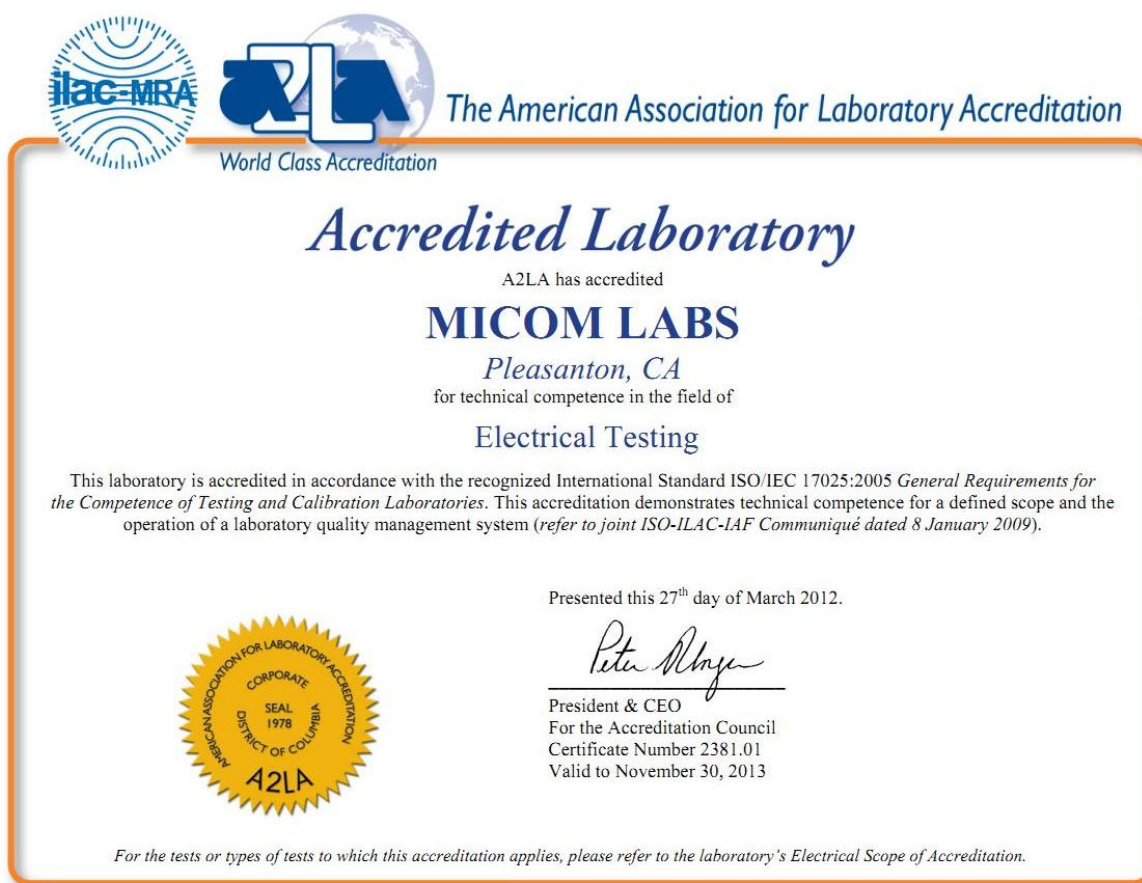 ilac-MRA
a2La
The American Association for Laboratory Accreditation
World Class Accreditation
Accredited Laboratory
A2LA has accredited
MICOM LABS
Pleasanton, CA
for technical competence in the field of
Electrical Testing
This laboratory is accredited in accordance with the recognized International Standard ISO/IEC 17025:2005 General Requirements for
the Competence of Testing and Calibration Laboratories. This accreditation demonstrates technical competence for a defined scope and the
operation of a laboratory quality management system (refer to joint ISO-ILAC-IAF Communiqué dated 8 January 2009).
Presented this 27th day of March 2012.
President & CEO
For the Accreditation Council
Certificate Number 2381.01
Valid to November 30, 2013
AMERICAN ASSOCIATION FOR LABORATORY ACCREDITATION
CORPORATE
SEAL
1978
DISTRICT OF COLUMBIA
A2LA
For the tests or types of tests to which this accreditation applies, please refer to the laboratory's Electrical Scope of Accreditation.